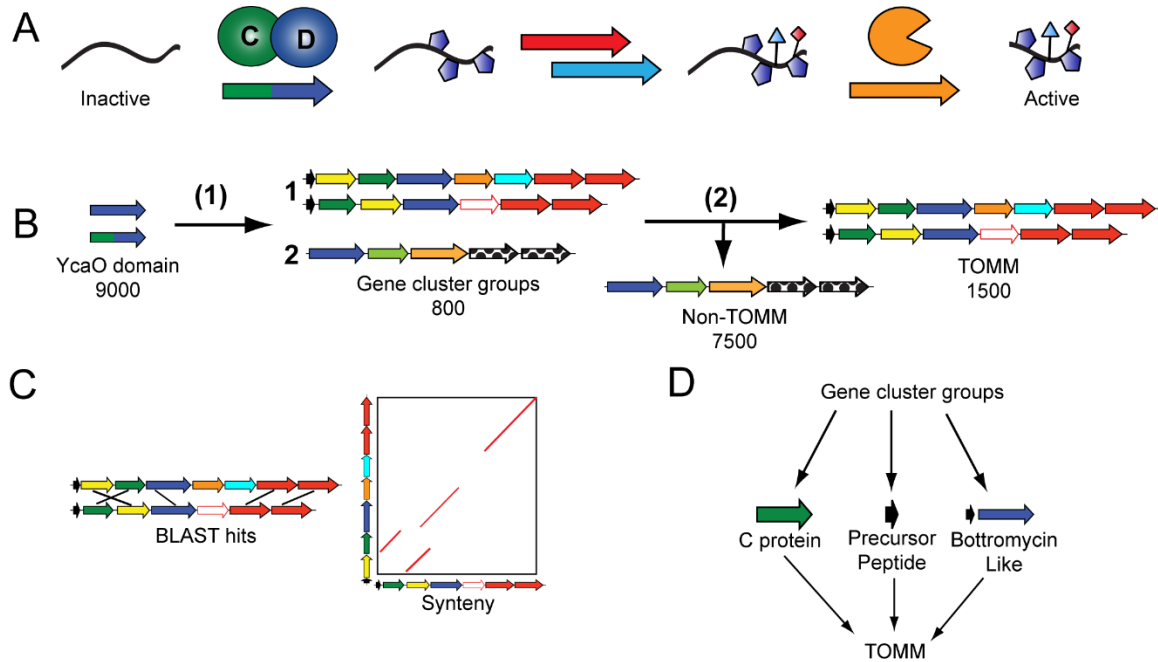 A
C
D
Inactive
Active
B
(1)
1
2
(2)
YcaO domain
9000
Gene cluster groups
800
Non-TOMM
7500
TOMM
1500
C
BLAST hits
Synteny
D
Gene cluster groups
C protein
Precursor
Peptide
Bottromycin
Like
TOMM